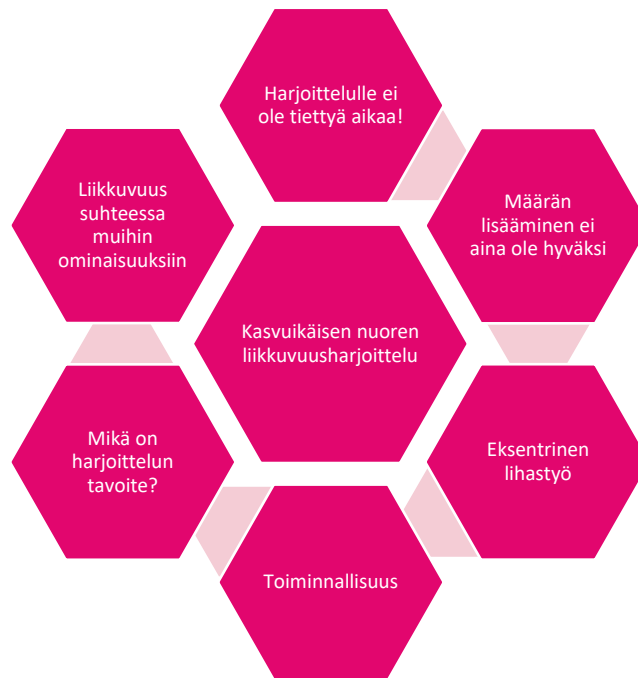 Harjoittelulle ei
ole tiettyä aikaa!
Määrän
lisääminen ei
aina ole hyväksi
Eksentrinen
lihastyö
Toiminnallisuus
Mikä on
harjoittelun
tavoite?
Liikkuvuus
suhteessa
muihin
ominaisuuksiin
Kasvuikäisen nuoren
liikkuvuusharjoittelu